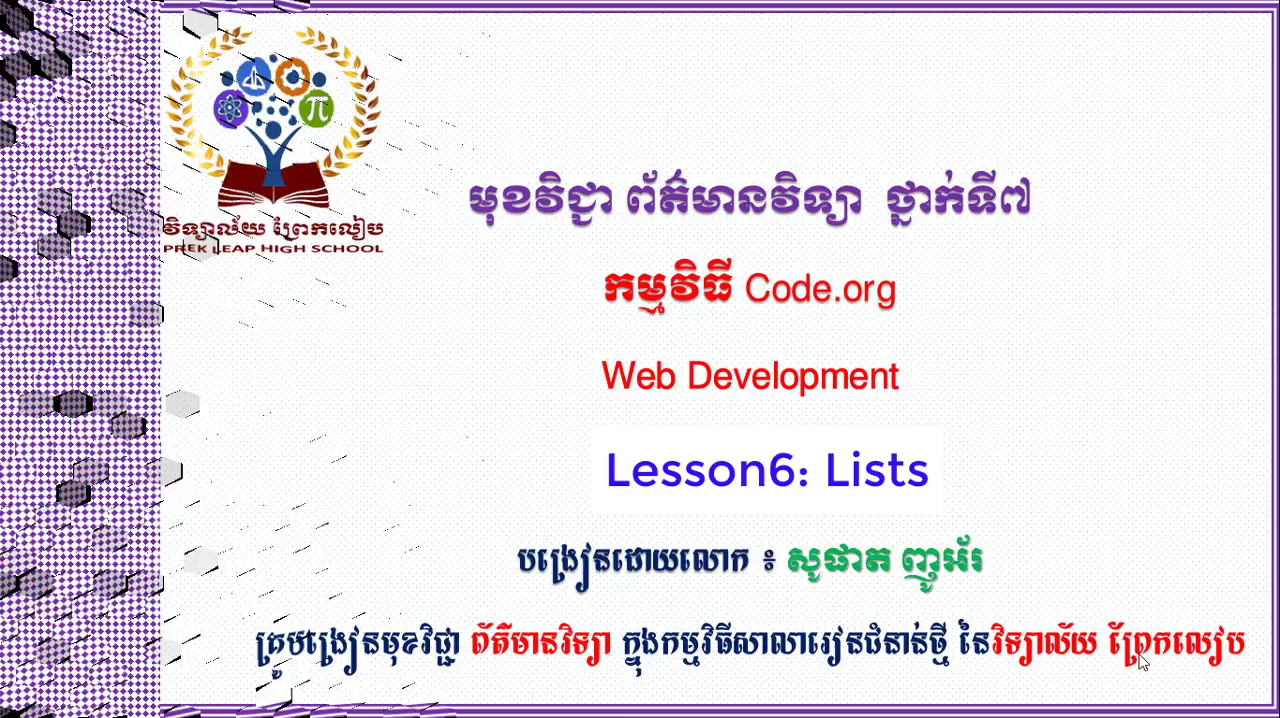 វិទ្យាល័យ ព្រែកលៀប
PREK LEAP HIGH SCHOOL
មុខវិជ្ជា ព័ត៌មានវិទ្យា ថ្នាក់ទី៧
កម្មវិធី Code.org
Web Development
Lesson6: Lists
បង្រៀនដោយលោក ៖ សូផាត ញូអ័រ
គ្រូបង្រៀនមុខវិជ្ជា ព័ត៌មានវិទ្យា ក្នុងកម្មវិធីសាលារៀនជំនាន់ថ្មី នៃវិទ្យាល័យ ព្រែកលៀប